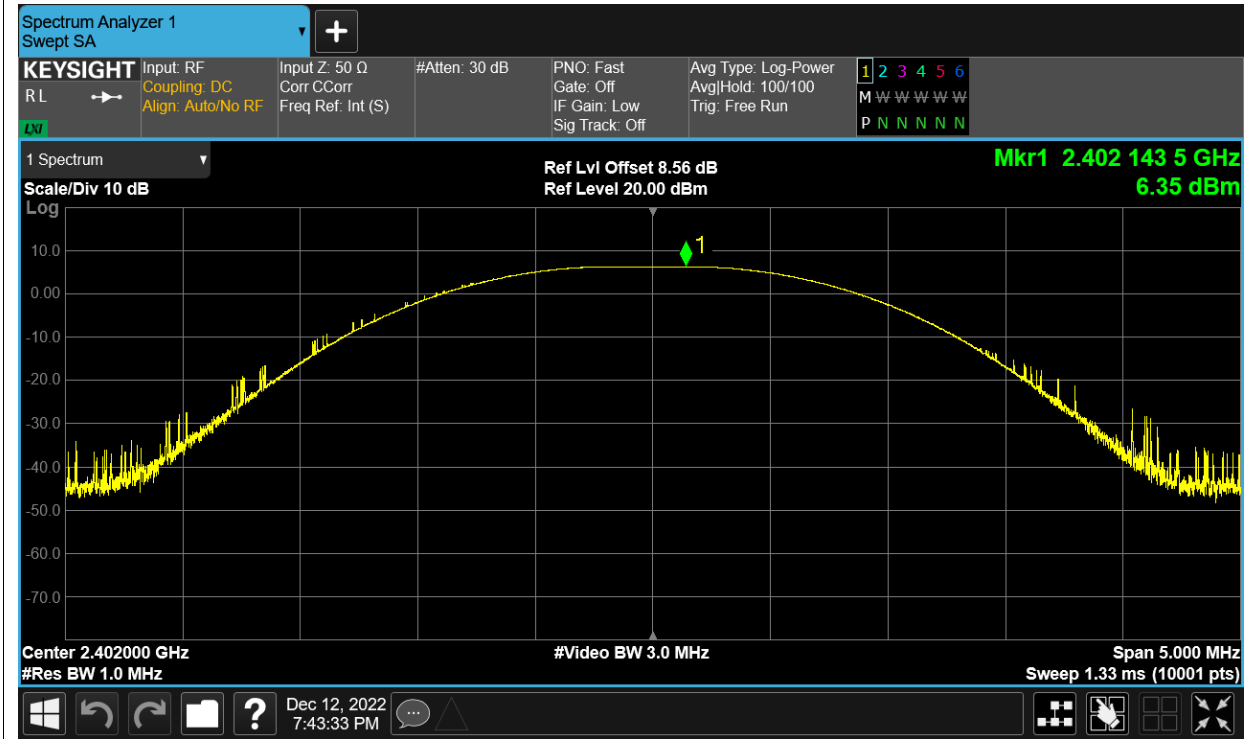 Spectrum Analyzer 1
Swept SA
+
KEYSIGHT
R L
LXI
Input: RF
Coupling: DC
Align: Auto/No RF
Input Z: 50 Ω
Corr CCorr
Freq Ref: Int (S)
#Atten: 30 dB
PNO: Fast
Gate: Off
IF Gain: Low
Sig Track: Off
Avg Type: Log-Power
Avg|Hold: 100/100
Trig: Free Run
1 2 3 4 5 6
M W W W W W W
P N N N N N N
1 Spectrum
Scale/Div 10 dB
Log
Ref Lvl Offset 8.56 dB
Ref Level 20.00 dBm
Mkr1 2.402 143 5 GHz
6.35 dBm
1
10.0
0.00
-10.0
-20.0
-30.0
-40.0
-50.0
-60.0
-70.0
Center 2.402000 GHz
#Video BW 3.0 MHz
Span 5.000 MHz
#Res BW 1.0 MHz
Sweep 1.33 ms (10001 pts)
?
Dec 12, 2022
7:43:33 PM